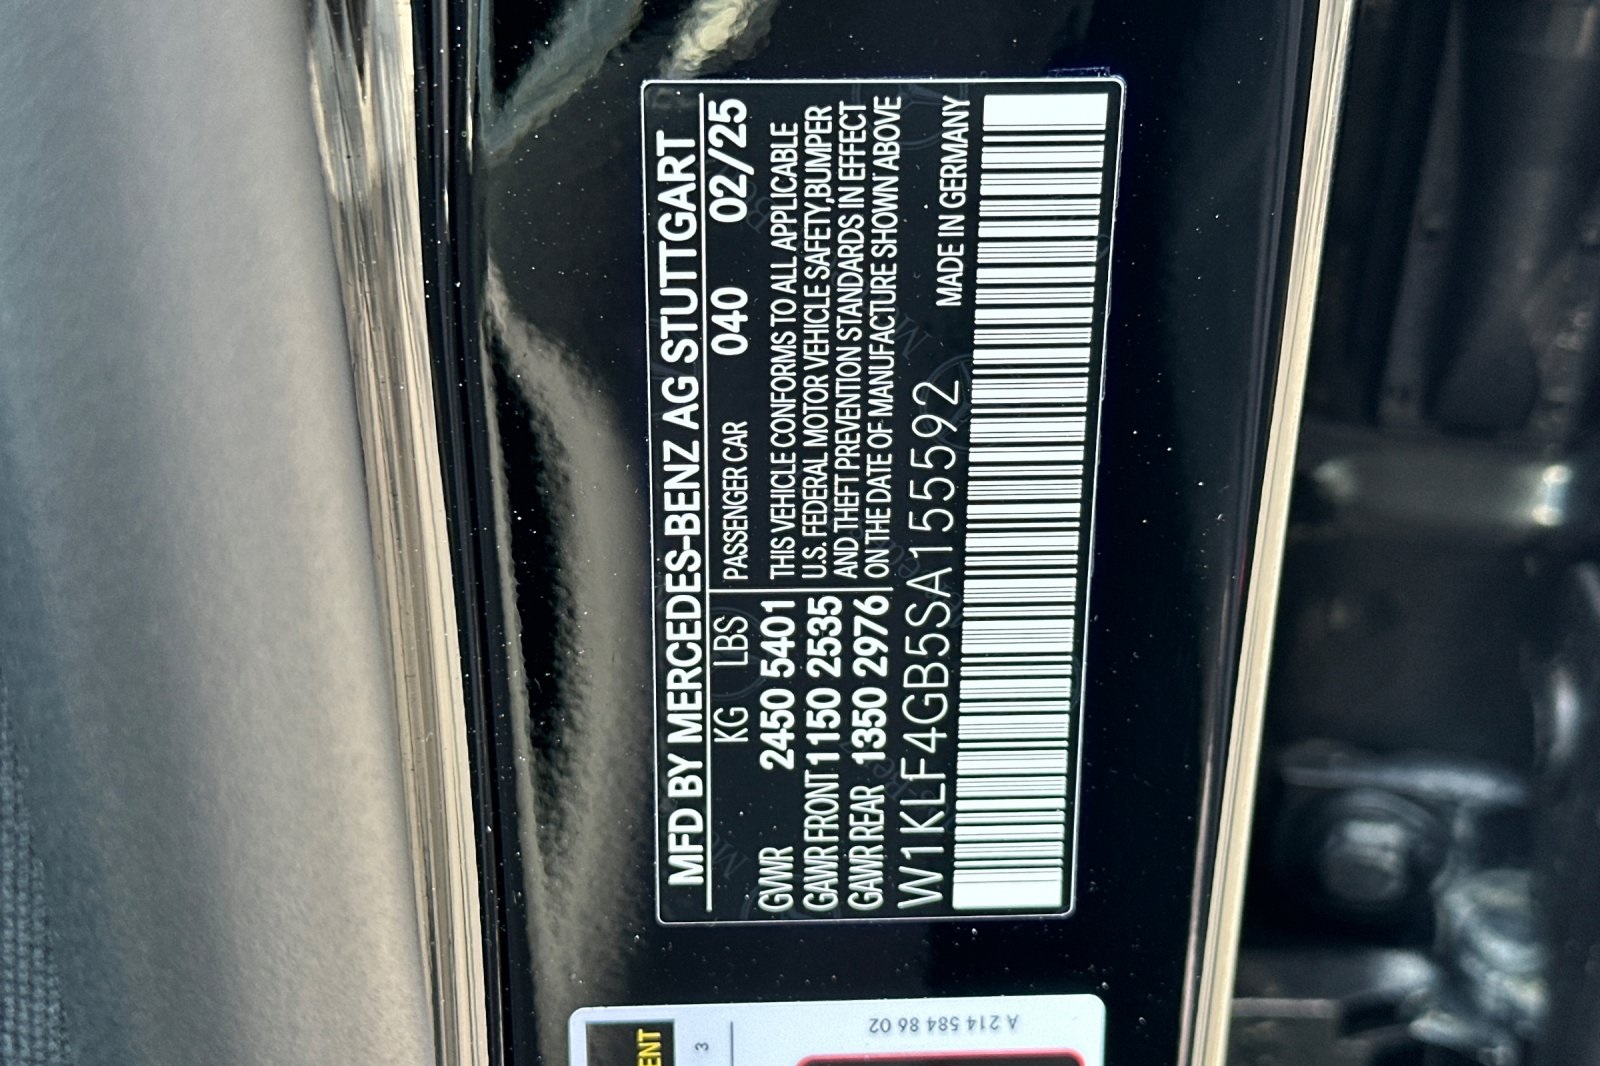 MFD BY MERCEDES-BENZ AG STUTTGART
KG LBS PASSENGER CAR 040 02/25
GVWR 2450 5401
GAWR FRONT 1150 2535
GAWR REAR 1350 2976
THIS VEHICLE CONFORMS TO ALL APPLICABLE
U.S. FEDERAL MOTOR VEHICLE SAFETY,BUMPER
AND THEFT PREVENTION STANDARDS IN EFFECT
ON THE DATE OF MANUFACTURE SHOWN ABOVE
W1KLF4GB5SA155592 MADE IN GERMANY
A 214 584 86 02
3